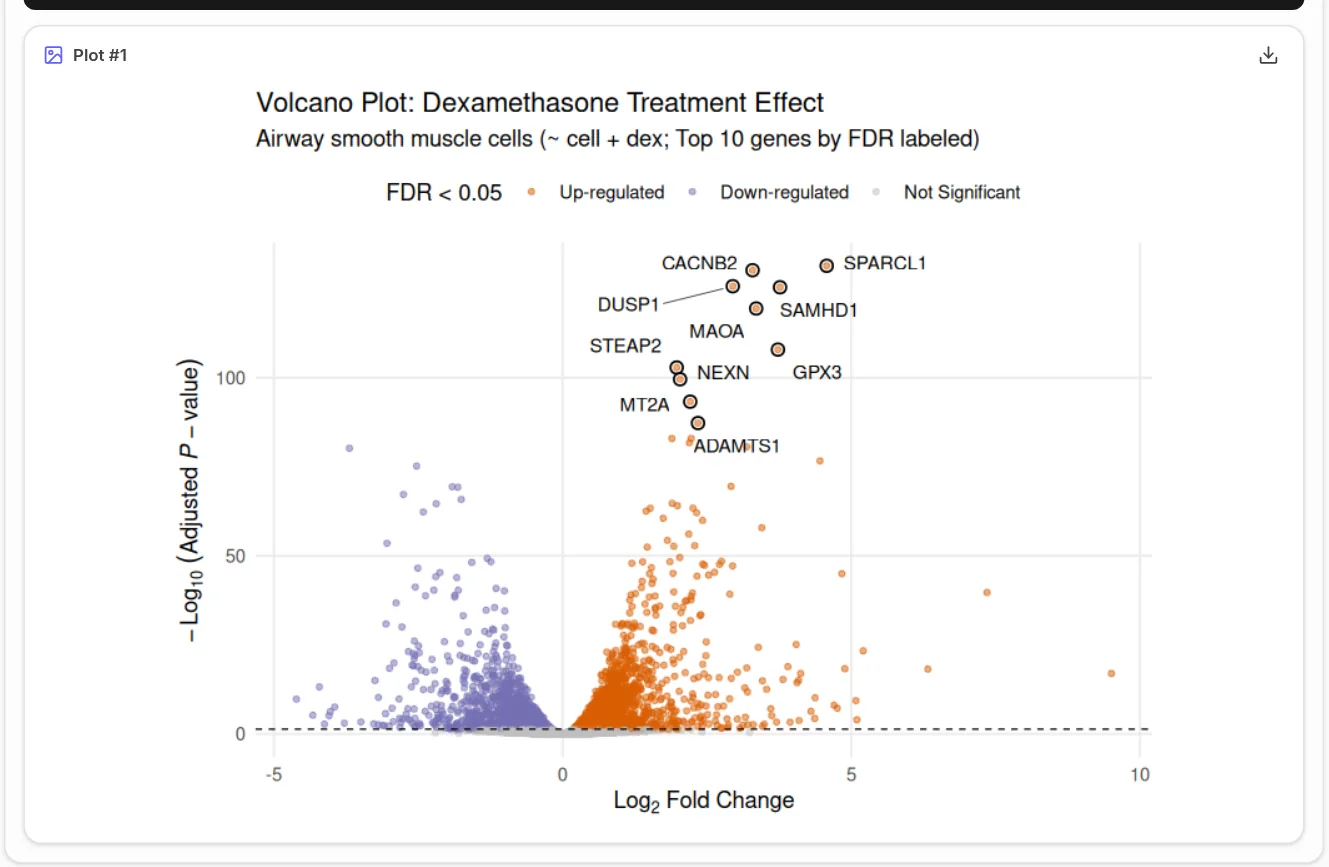 Plot #1
Volcano Plot: Dexamethasone Treatment Effect
Airway smooth muscle cells (~ cell + dex; Top 10 genes by FDR labeled)
FDR < 0.05 Up-regulated Down-regulated Not Significant
CACNB2 SPARCL1
DUSP1 SAMHD1
MAOA
STEAP2
NEXN GPX3
MT2A
ADAMTS1
− Log10 (Adjusted P − value)
100
50
0
-5 0 5 10
Log2 Fold Change